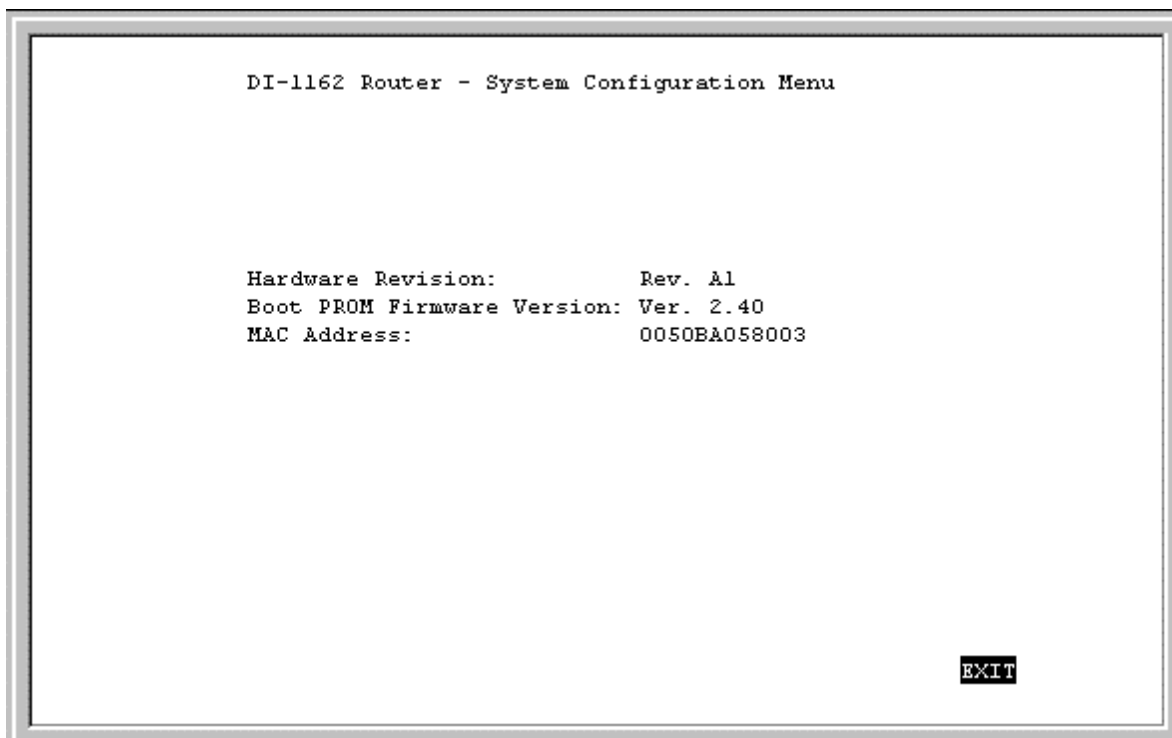 DI-1162 Router - System Configuration Menu
Hardware Revision: Rev. A1
Boot PROM Firmware Version: Ver. 2.40
MAC Address: 0050BA058003
EXIT